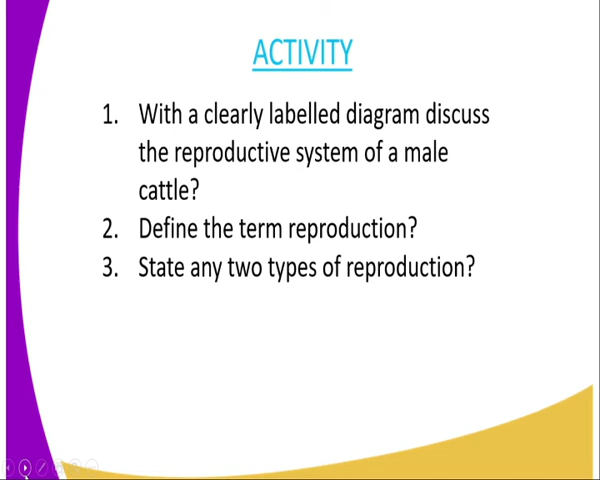 ACTIVITY
1. With a clearly labelled diagram discuss
the reproductive system of a male
cattle?
2. Define the term reproduction?
3. State any two types of reproduction?